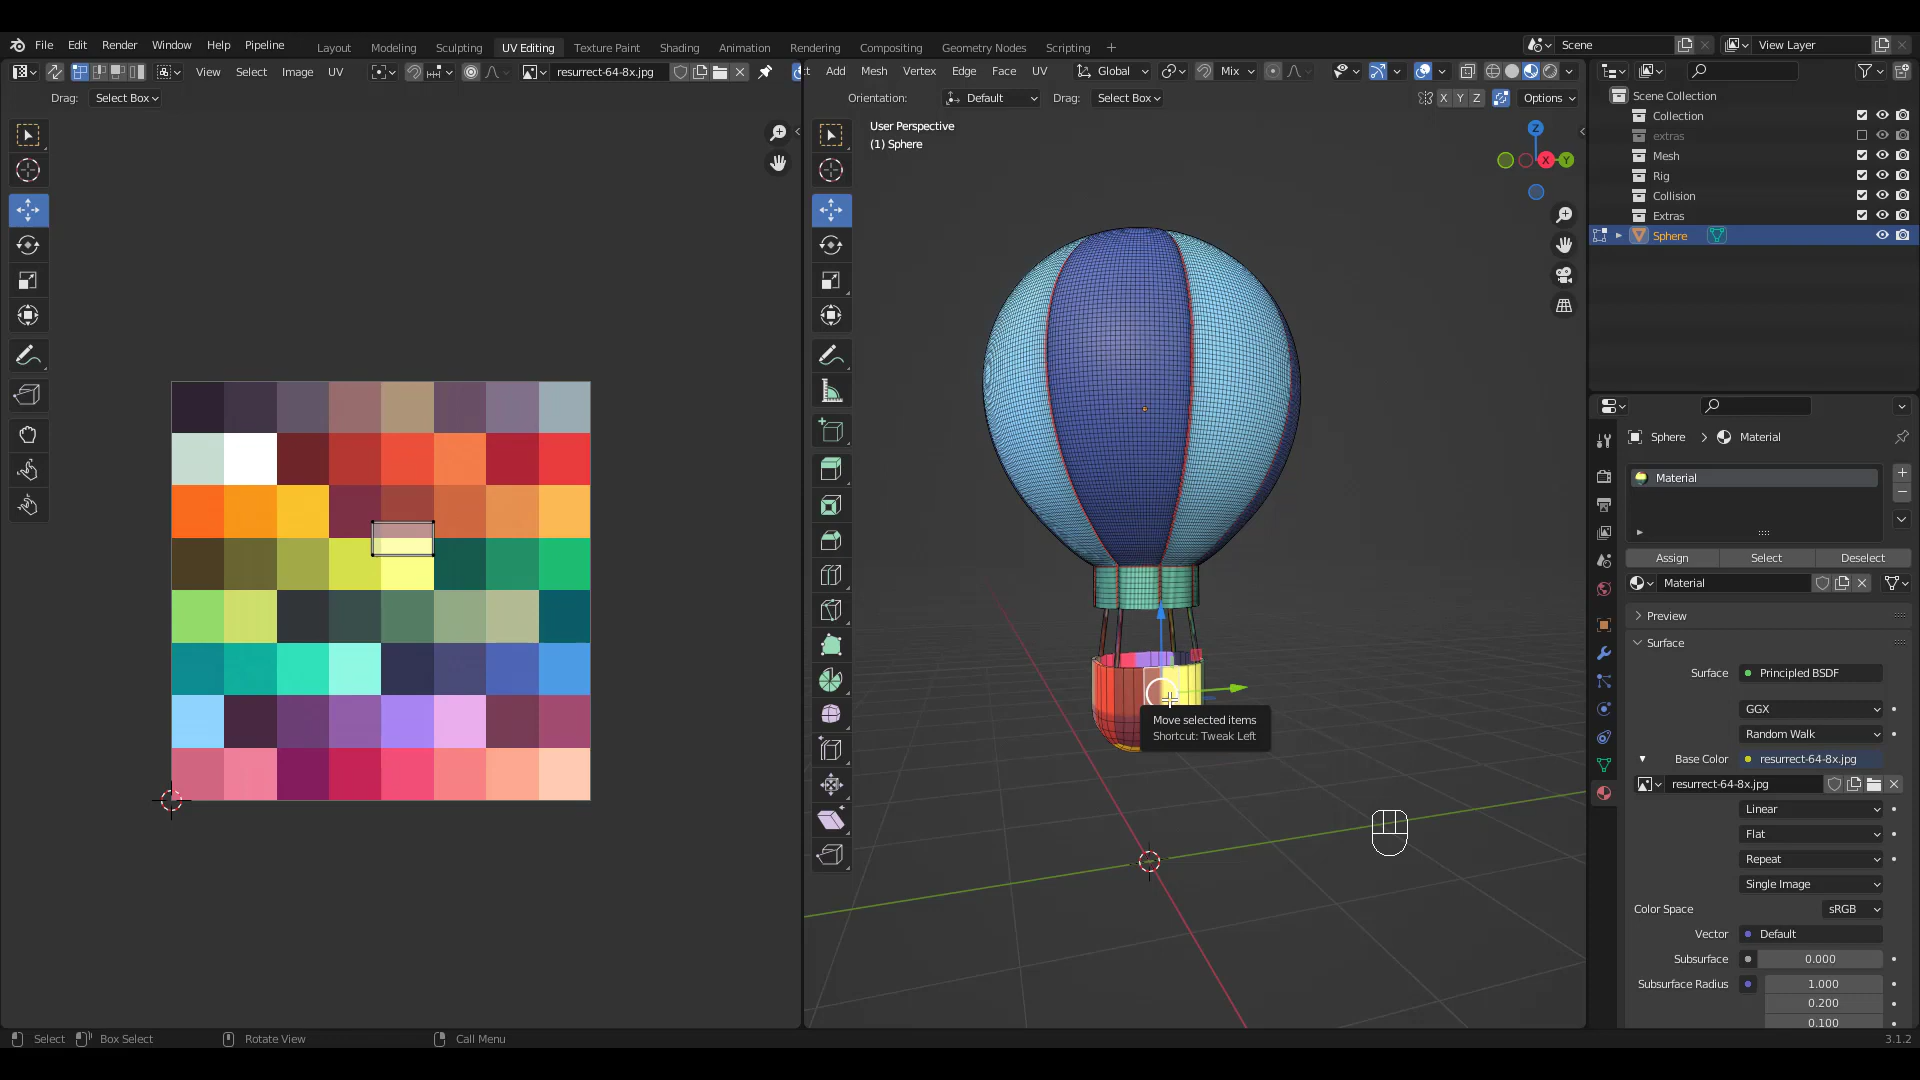 File Edit Render Window Help Pipeline
Layout Modeling Sculpting UV Editing Texture Paint Shading Animation Rendering Compositing Geometry Nodes Scripting +
Scene
View Layer
View Select Image UV
resurrect-64-8x.jpg
Add Mesh Vertex Edge Face UV
Global
Mix
Drag: Select Box
Orientation: Default Drag: Select Box
X Y Z
Options
User Perspective
(1) Sphere
Z
X
Y
Move selected items
Shortcut: Tweak Left
Scene Collection
Collection
extras
Mesh
Rig
Collision
Extras
Sphere
Sphere > Material
Material
Assign Select Deselect
Material
Preview
Surface
Surface Principled BSDF
GGX
Random Walk
Base Color resurrect-64-8x.jpg
resurrect-64-8x.jpg
Linear
Flat
Repeat
Single Image
Color Space sRGB
Vector Default
Subsurface 0.000
Subsurface Radius 1.000
0.200
0.100
Select Box Select Rotate View Call Menu
3.1.2